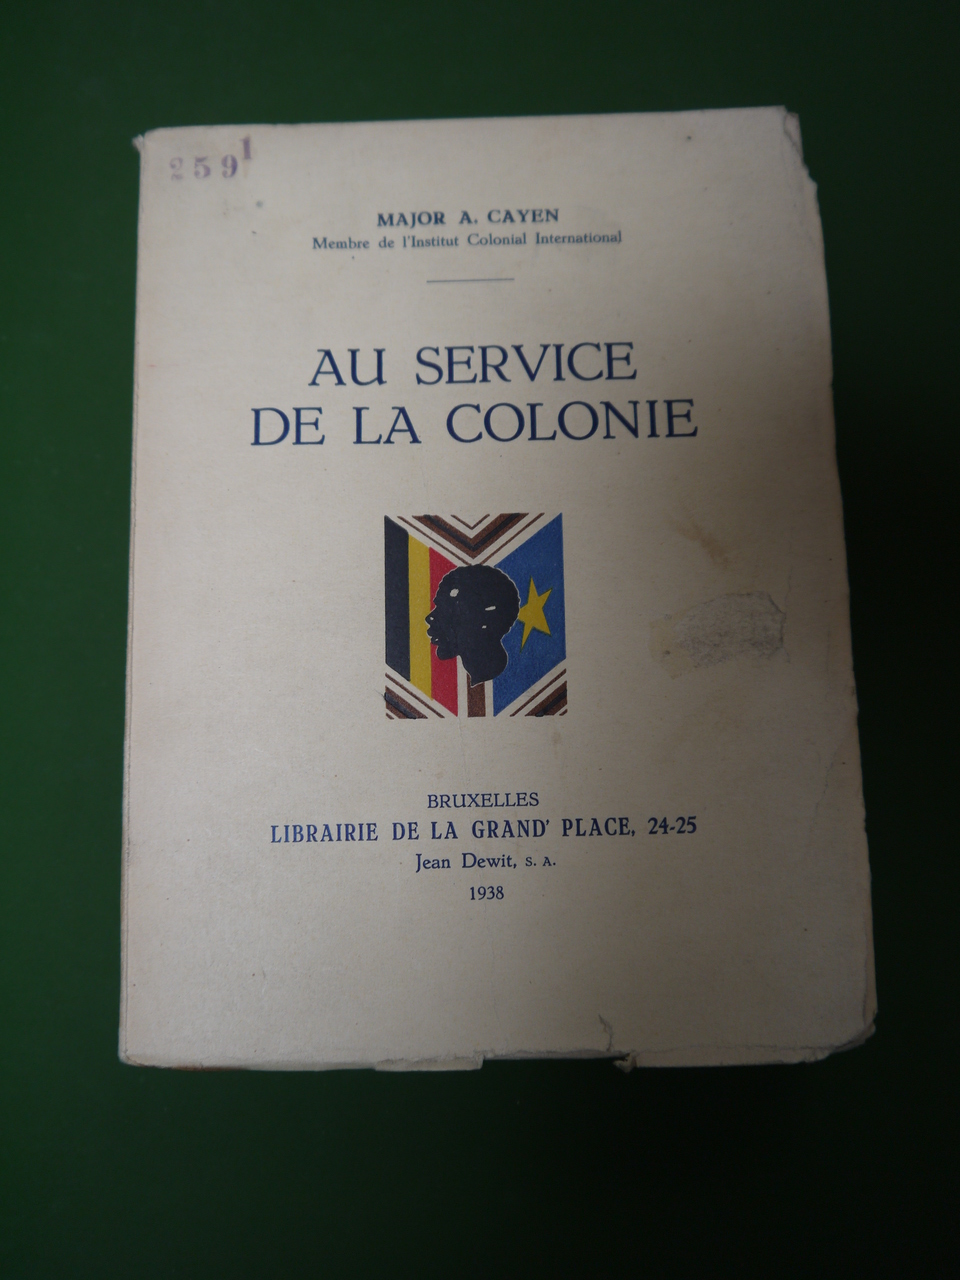 2591
MAJOR A. CAYEN
Membre de l'Institut Colonial International
AU SERVICE
DE LA COLONIE
BRUXELLES
LIBRAIRIE DE LA GRAND' PLACE, 24-25
Jean Dewit, S. A.
1938